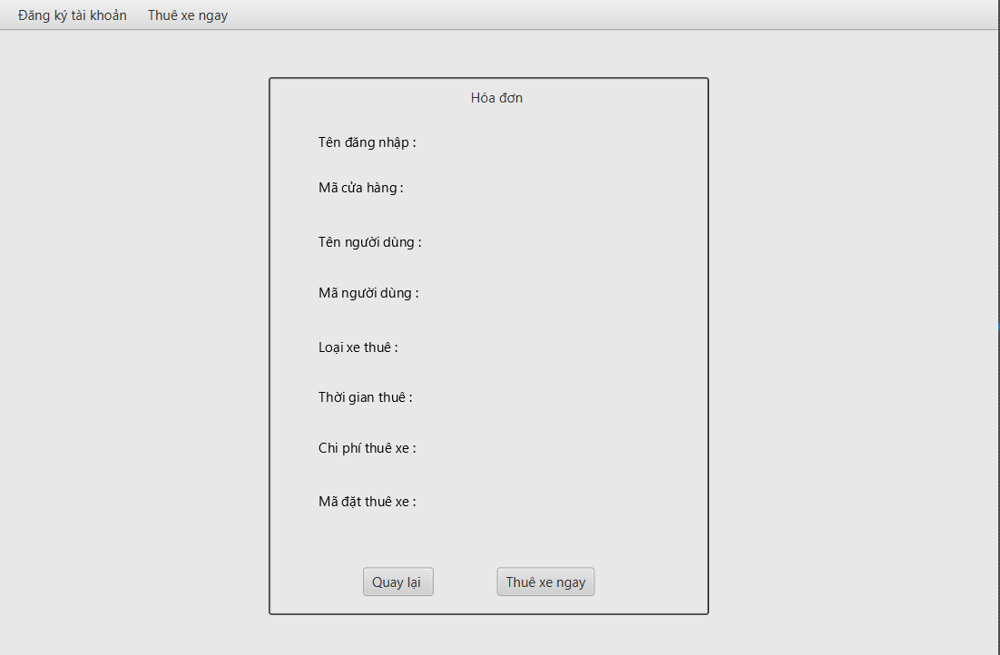 Đăng ký tài khoản Thuê xe ngay
Hóa đơn
Tên đăng nhập :
Mã cửa hàng :
Tên người dùng :
Mã người dùng :
Loại xe thuê :
Thời gian thuê :
Chi phí thuê xe :
Mã đặt thuê xe :
Quay lại Thuê xe ngay